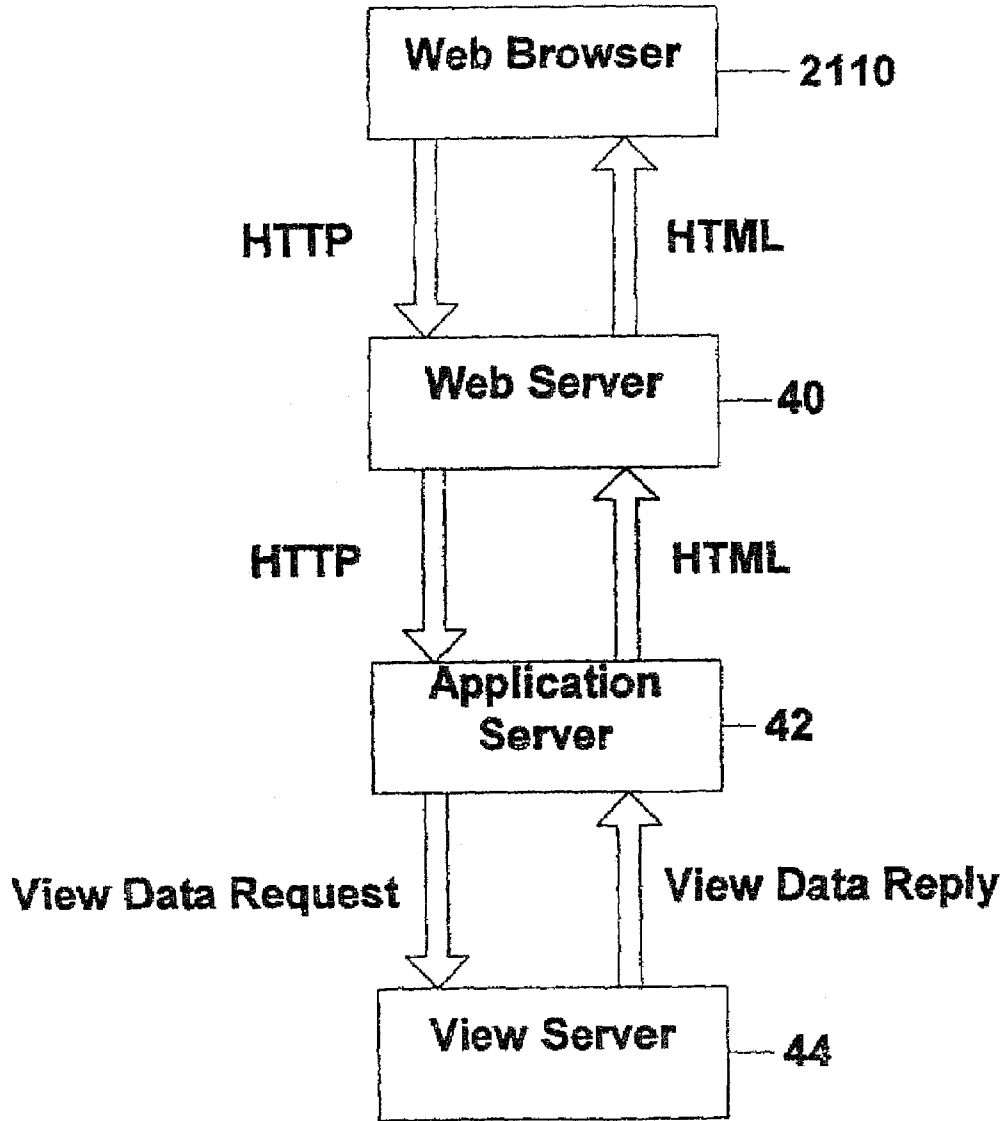 Web Browser
2110
HTTP
HTML
Web Server
40
HTTP
HTML
Application
Server
42
View Data Request
View Data Reply
View Server
44